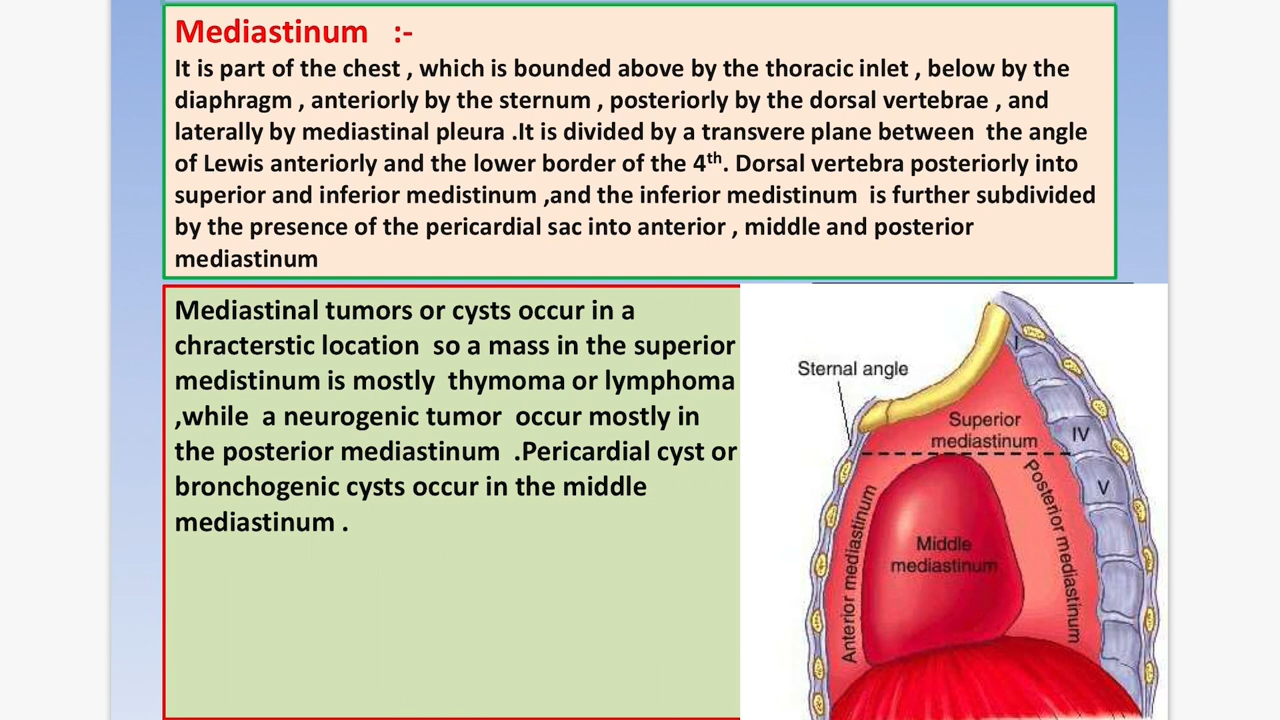 Mediastinum :-
It is part of the chest , which is bounded above by the thoracic inlet , below by the
diaphragm , anteriorly by the sternum , posteriorly by the dorsal vertebrae , and
laterally by mediastinal pleura .It is divided by a transvere plane between the angle
of Lewis anteriorly and the lower border of the 4th. Dorsal vertebra posteriorly into
superior and inferior medistinum ,and the inferior medistinum is further subdivided
by the presence of the pericardial sac into anterior , middle and posterior
mediastinum
Mediastinal tumors or cysts occur in a
chracterstic location so a mass in the superior
medistinum is mostly thymoma or lymphoma
,while a neurogenic tumor occur mostly in
the posterior mediastinum .Pericardial cyst or
bronchogenic cysts occur in the middle
mediastinum .
I
Sternal angle
Superior
mediastinum
IV
V
Anterior mediastinum
Middle
mediastinum
Posterior mediastinum